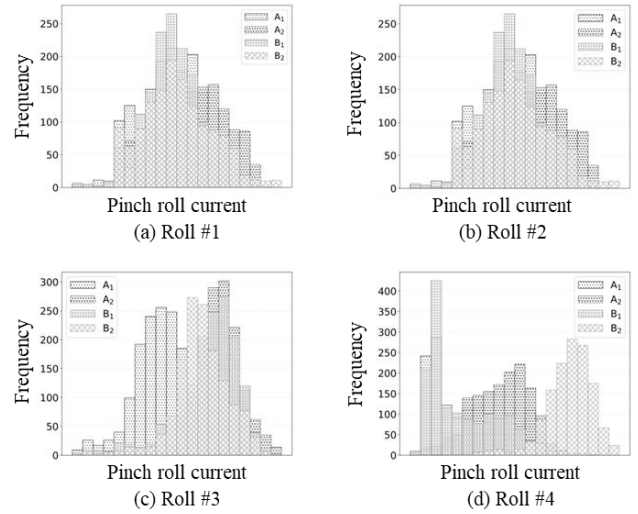 Frequency
250
200
150
100
50
0
A₁
A₂
B₁
B₂
Pinch roll current
(a) Roll #1
Frequency
250
200
150
100
50
0
A₁
A₂
B₁
B₂
Pinch roll current
(b) Roll #2
Frequency
300
250
200
150
100
50
0
A₁
A₂
B₁
B₂
Pinch roll current
(c) Roll #3
Frequency
400
350
300
250
200
150
100
50
0
A₁
A₂
B₁
B₂
Pinch roll current
(d) Roll #4